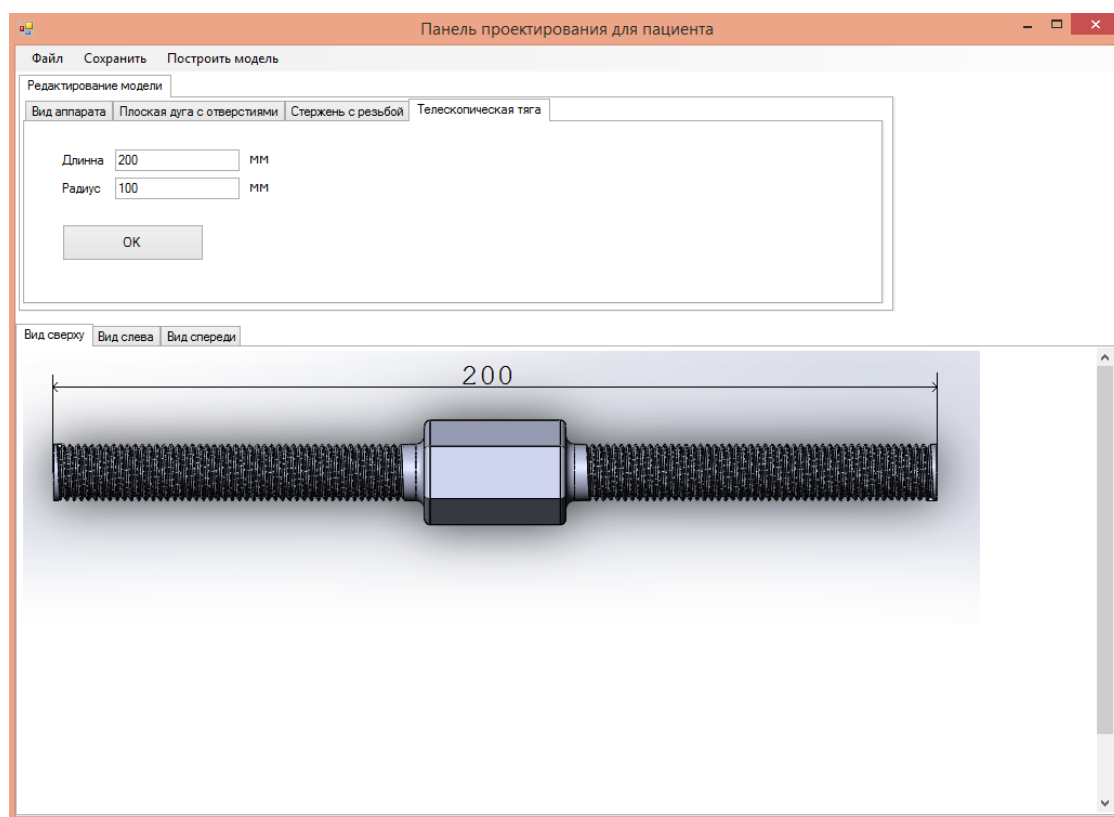 Панель проектирования для пациента
Файл Сохранить Построить модель
Редактирование модели
Вид аппарата Плоская дуга с отверстиями Стержень с резьбой Телескопическая тяга
Длинна 200 мм
Радиус 100 мм
OK
Вид сверху Вид слева Вид спереди
200